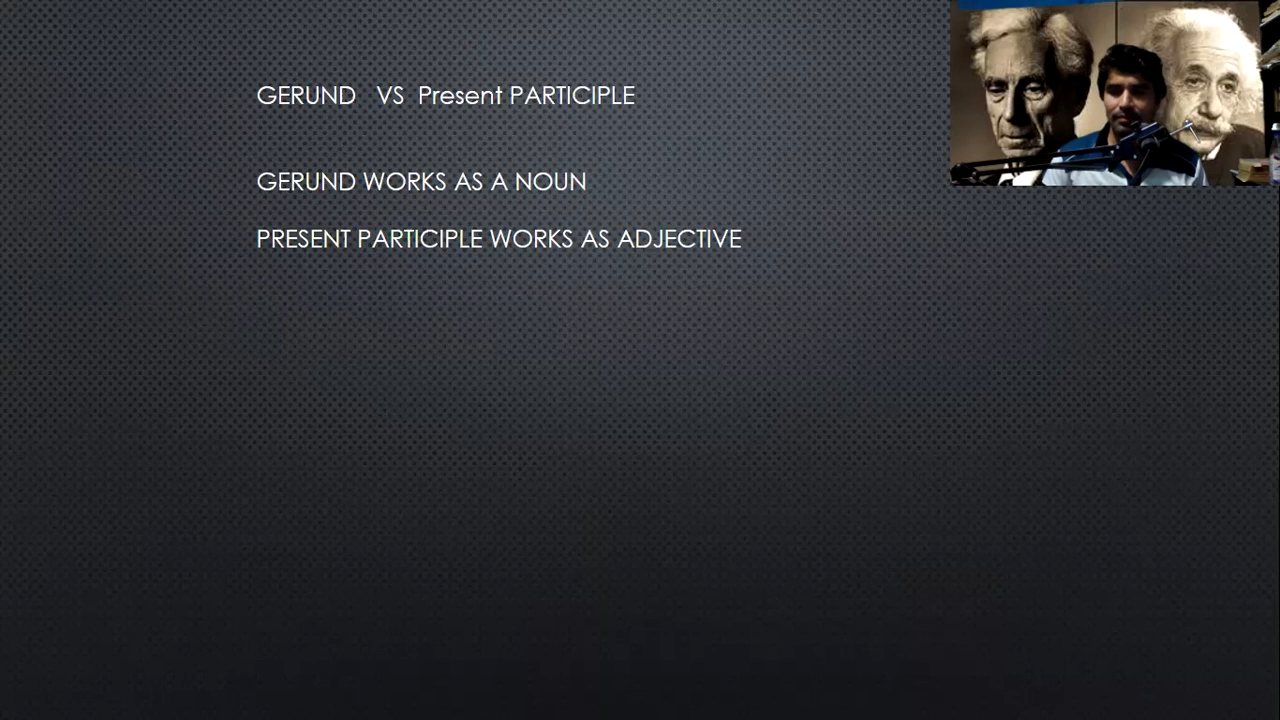 GERUND VS Present PARTICIPLE
GERUND WORKS AS A NOUN
PRESENT PARTICIPLE WORKS AS ADJECTIVE